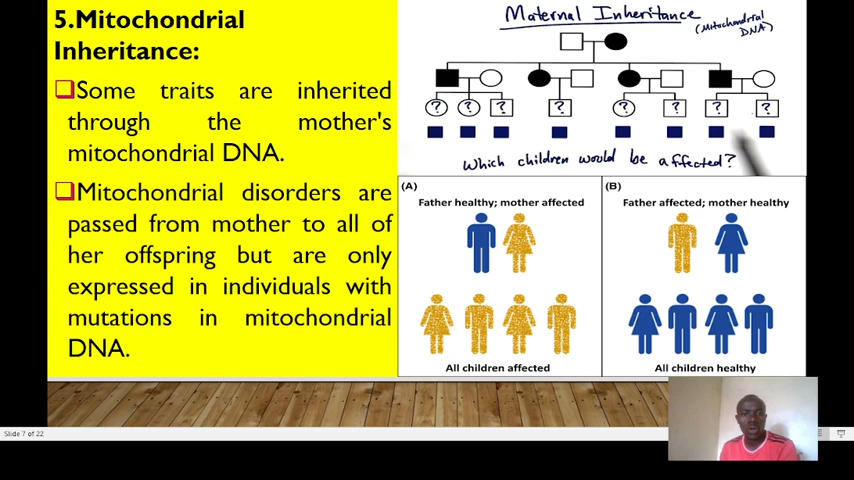 5.Mitochondrial
Inheritance:
Some traits are inherited
through the mother's
mitochondrial DNA.
Mitochondrial disorders are
passed from mother to all of
her offspring but are only
expressed in individuals with
mutations in mitochondrial
DNA.
Maternal Inheritance
(Mitochondrial
DNA)
? ? ? ? ? ? ? ?
Which children would be affected?
(A)
Father healthy; mother affected
All children affected
(B)
Father affected; mother healthy
All children healthy
Slide 7 of 22